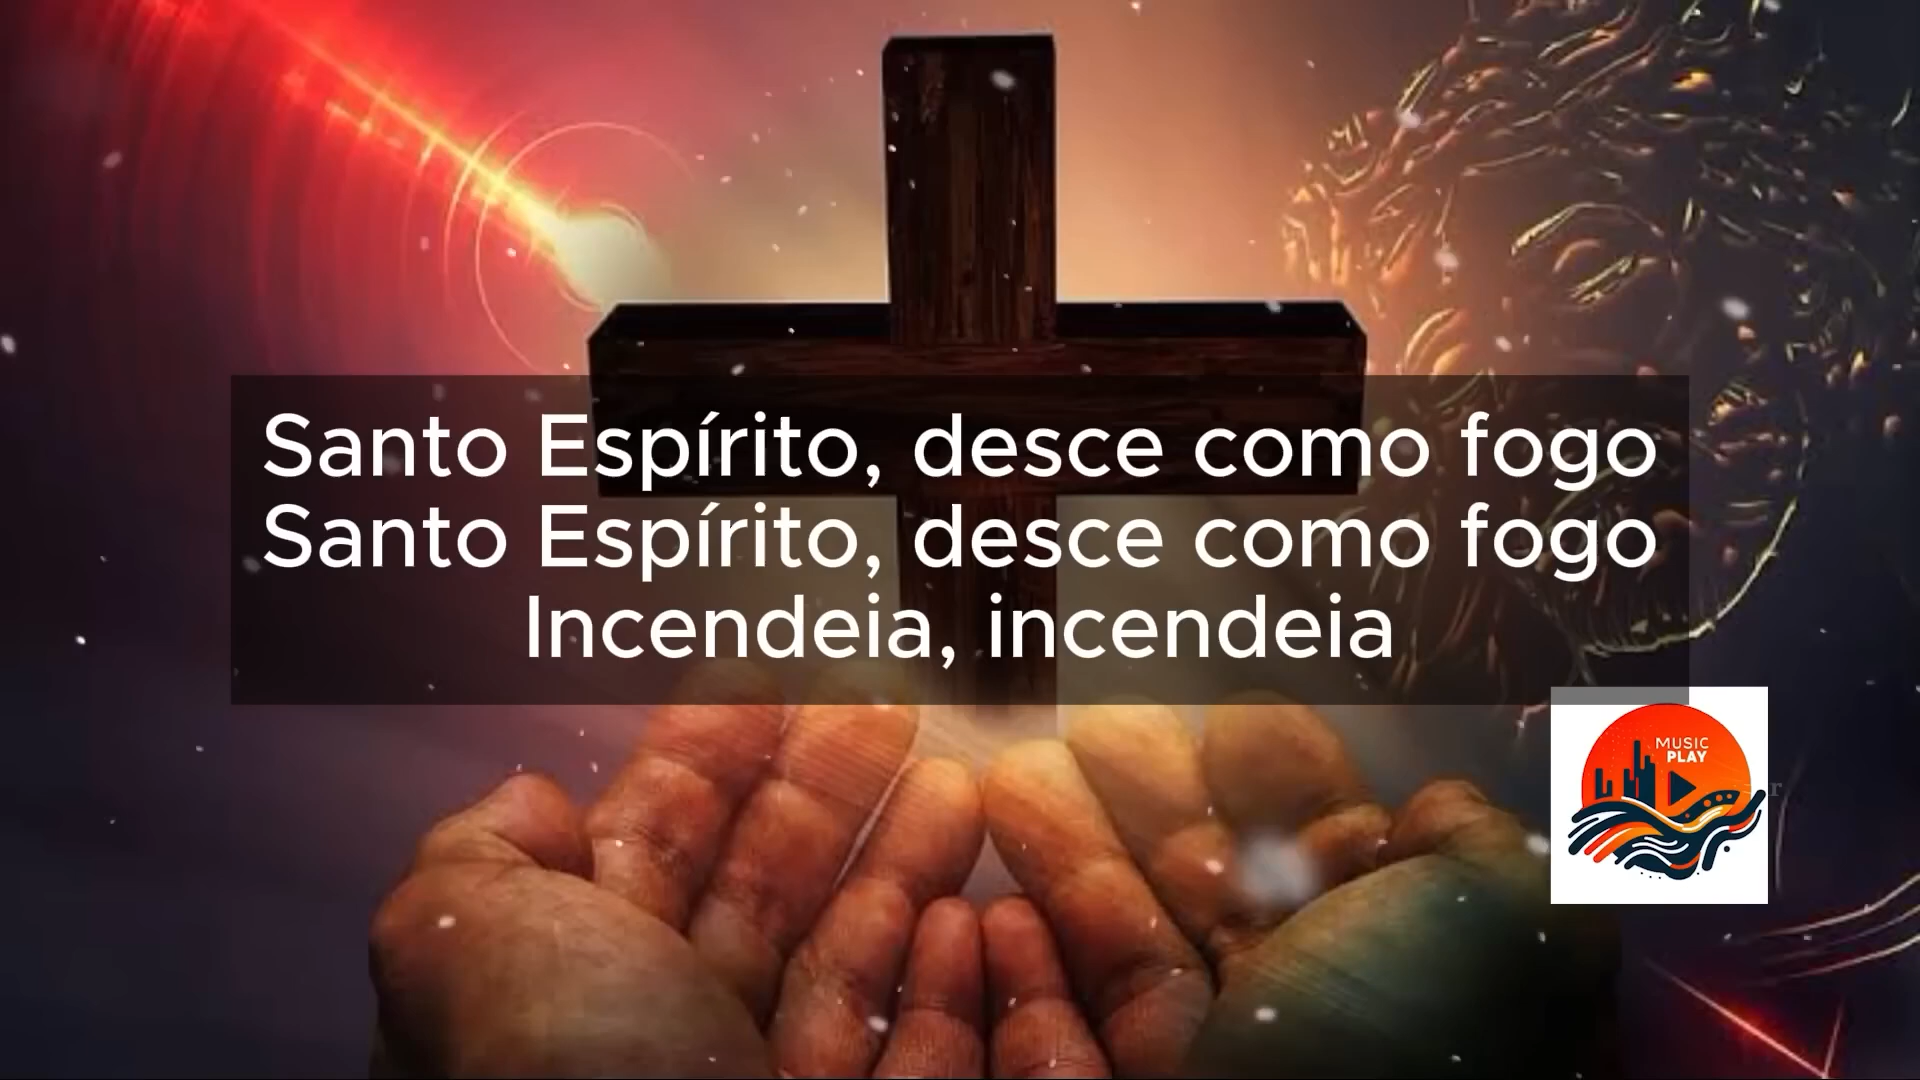 Santo Espírito, desce como fogo
Santo Espírito, desce como fogo
Incendeia, incendeia
MUSIC
PLAY